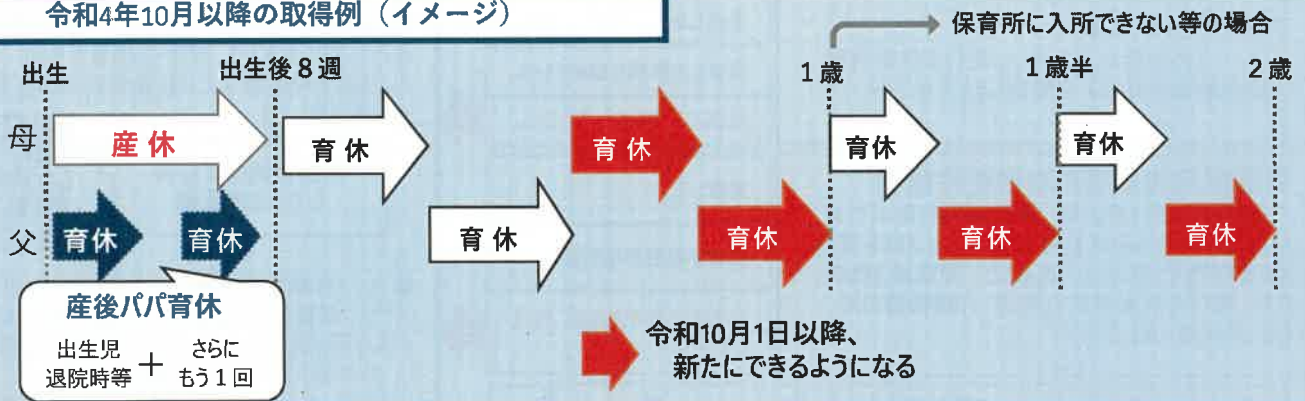 令和4年10月以降の取得例（イメージ）
保育所に入所できない等の場合
出生
出生後８週
１歳
１歳半
２歳
母
産休
育休
育休
育休
育休
父
育休
育休
育休
育休
育休
育休
産後パパ育休
出生児
退院時等
＋
さらに
もう１回
令和10月1日以降、
新たにできるようになる